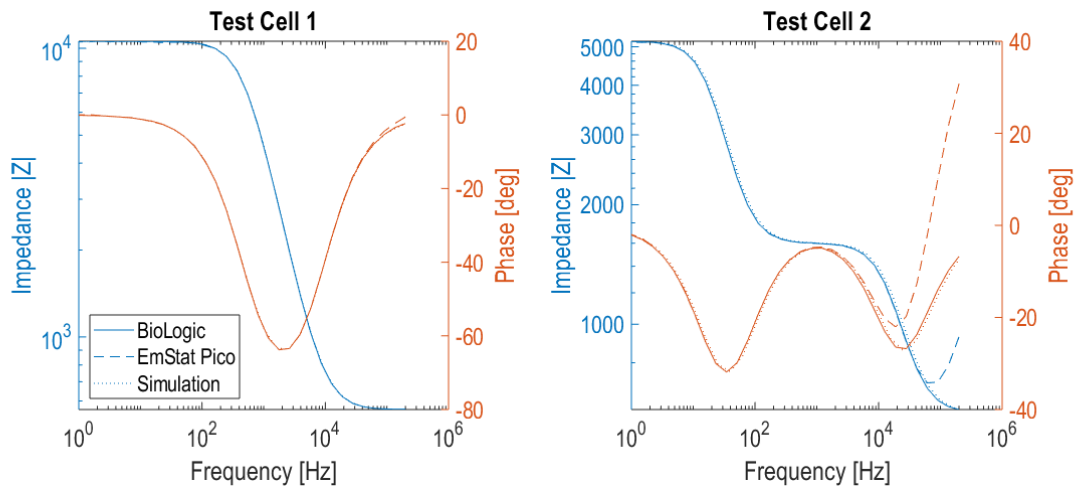 Test Cell 1
10^4
10^3
Impedance |Z|
20
0
-20
-40
-60
-80
Phase [deg]
BioLogic
EmStat Pico
Simulation
10^0
10^2
10^4
10^6
Frequency [Hz]
Test Cell 2
5000
4000
3000
2000
1000
Impedance |Z|
40
20
0
-20
-40
Phase [deg]
10^0
10^2
10^4
10^6
Frequency [Hz]